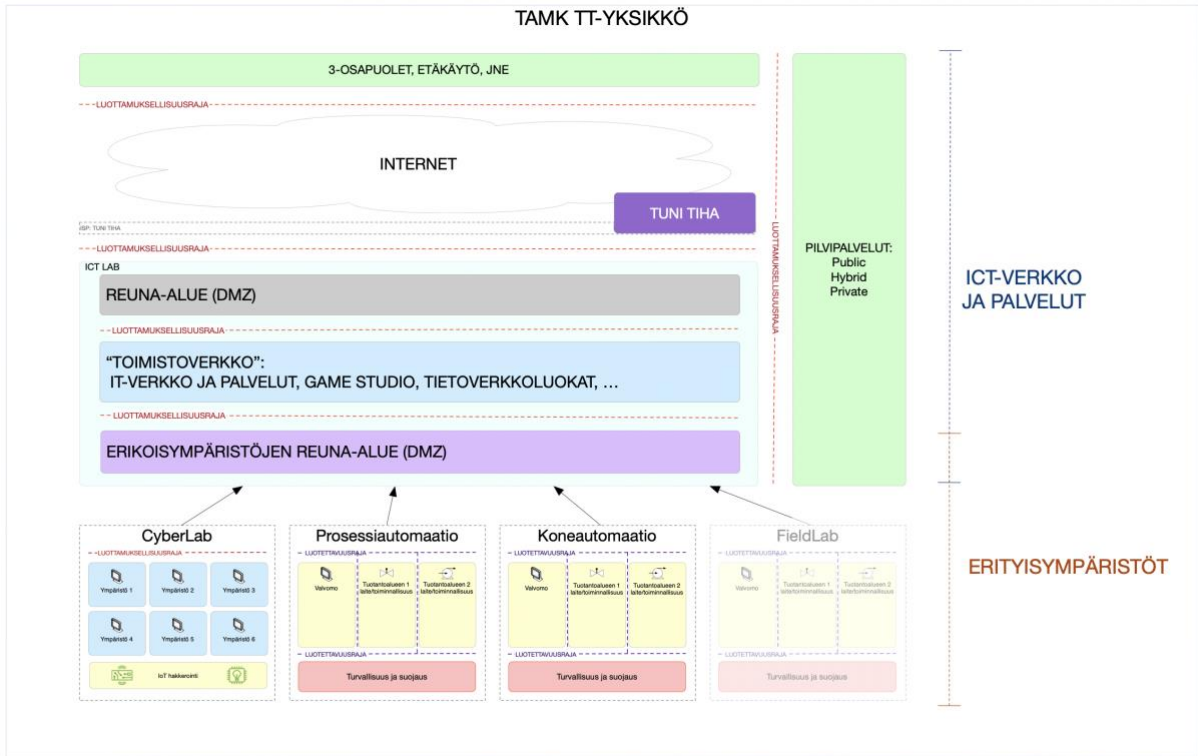 TAMK TT-YKSIKKÖ
3-OSAPUOLET, ETÄKÄYTÖ, JNE
LUOTTAMUKSELLISUUSRAJA
INTERNET
TUNI TIHA
ISP: TUNI TIHA
LUOTTAMUKSELLISUUSRAJA
LUOTTAMUKSELLISUUSRAJA
PILVIPALVELUT:
Public
Hybrid
Private
ICT-VERKKO
JA PALVELUT
ICT LAB
REUNA-ALUE (DMZ)
LUOTTAMUKSELLISUUSRAJA
“TOIMISTOVERKKO”:
IT-VERKKO JA PALVELUT, GAME STUDIO, TIETOVERKKOLUOKAT, …
LUOTTAMUKSELLISUUSRAJA
ERIKOISYMPÄRISTÖJEN REUNA-ALUE (DMZ)
ERITYISYMPÄRISTÖT
CyberLab
LUOTTAMUKSELLISUUSRAJA
Ympäristö 1
Ympäristö 2
Ympäristö 3
Ympäristö 4
Ympäristö 5
Ympäristö 6
IoT hakkerointi
Prosessiautomaatio
LUOTETTAVUUSRAJA
Valvomo
Tuotantoalueen 1
laite/toiminnallisuus
Tuotantoalueen 2
laite/toiminnallisuus
LUOTETTAVUUSRAJA
Turvallisuus ja suojaus
Koneautomaatio
LUOTETTAVUUSRAJA
Valvomo
Tuotantoalueen 1
laite/toiminnallisuus
Tuotantoalueen 2
laite/toiminnallisuus
LUOTETTAVUUSRAJA
Turvallisuus ja suojaus
FieldLab
LUOTETTAVUUSRAJA
Valvomo
Tuotantoalueen 1
laite/toiminnallisuus
Tuotantoalueen 2
laite/toiminnallisuus
LUOTETTAVUUSRAJA
Turvallisuus ja suojaus